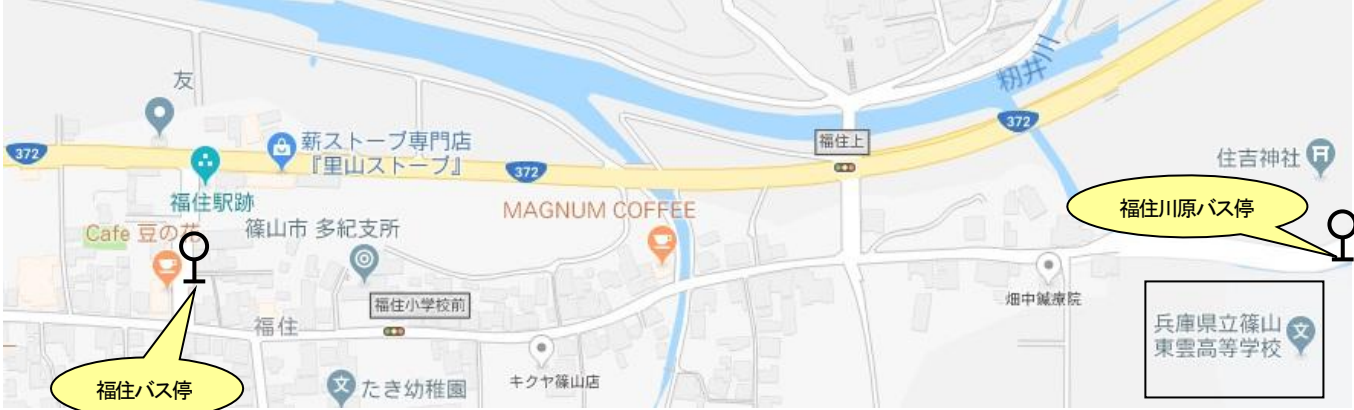 友
372
薪ストーブ専門店
『里山ストーブ』
372
福住上
籾井川
372
住吉神社
福住駅跡
MAGNUM COFFEE
福住川原バス停
Cafe 豆の花
篠山市 多紀支所
福住小学校前
福住
畑中鍼療院
兵庫県立篠山
東雲高等学校
キクヤ篠山店
たき幼稚園
福住バス停